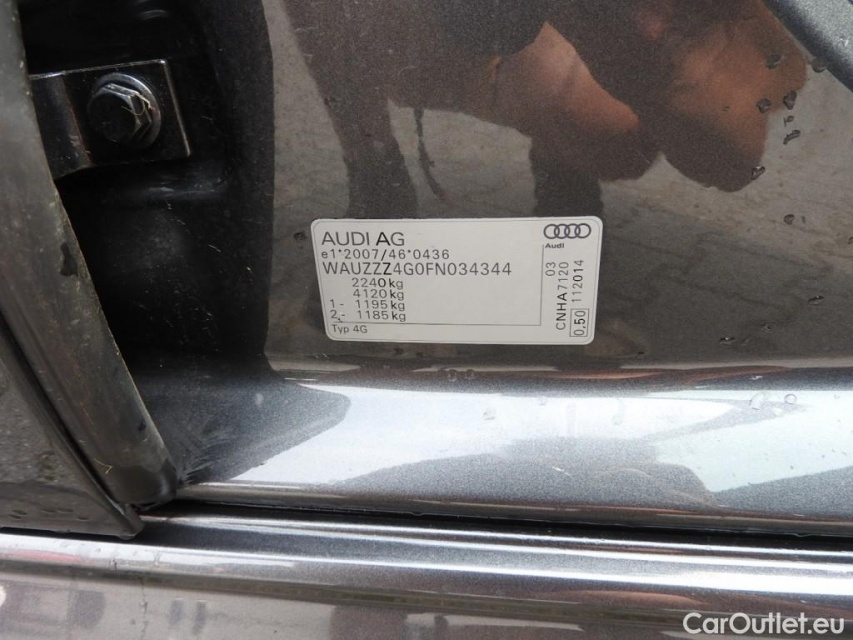 AUDI AG
Audi
e1*2007/46*0436
WAUZZZ4G0FN034344
2240kg
4120kg
1- 1195kg
2- 1185kg
Typ 4G
CNHA7120 03
0,50 112014
CarOutlet.eu